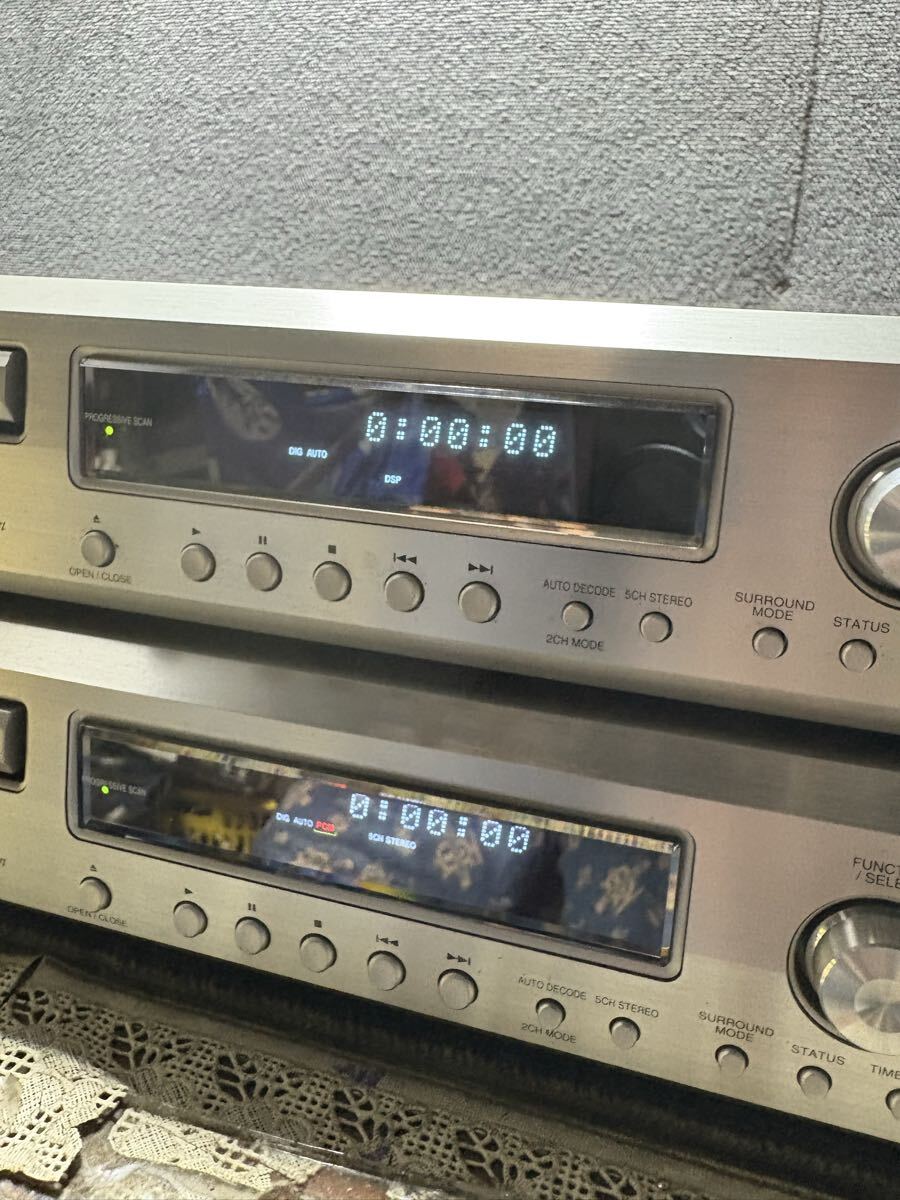 PROGRESSIVE SCAN
0:00:00
DIG AUTO
DSP
OPEN / CLOSE
AUTO DECODE
5CH STEREO
2CH MODE
SURROUND
MODE
STATUS
PROGRESSIVE SCAN
0:00:00
DIG AUTO PCM
5CH STEREO
OPEN / CLOSE
AUTO DECODE
5CH STEREO
2CH MODE
SURROUND
MODE
STATUS
TIME
FUNCT
/ SELE